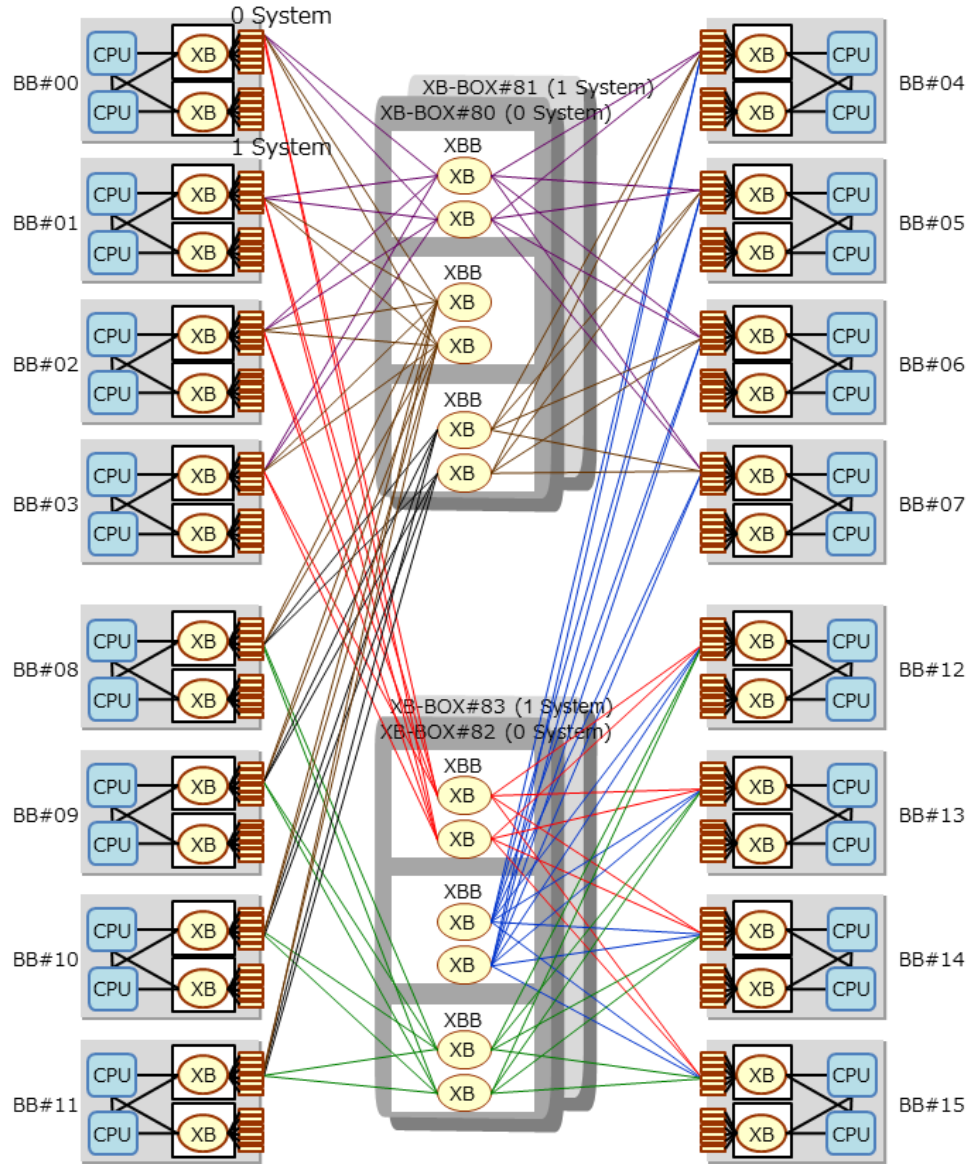 0 System
BB#00
CPU
XB
CPU
XB
1 System
BB#01
CPU
XB
CPU
XB
BB#02
CPU
XB
CPU
XB
BB#03
CPU
XB
CPU
XB
BB#08
CPU
XB
CPU
XB
BB#09
CPU
XB
CPU
XB
BB#10
CPU
XB
CPU
XB
BB#11
CPU
XB
CPU
XB
XB-BOX#81 (1 System)
XB-BOX#80 (0 System)
XBB
XB
XB
XBB
XB
XB
XBB
XB
XB
XB-BOX#83 (1 System)
XB-BOX#82 (0 System)
XBB
XB
XB
XBB
XB
XB
XBB
XB
XB
XB
CPU
BB#04
XB
CPU
XB
CPU
BB#05
XB
CPU
XB
CPU
BB#06
XB
CPU
XB
CPU
BB#07
XB
CPU
XB
CPU
BB#12
XB
CPU
XB
CPU
BB#13
XB
CPU
XB
CPU
BB#14
XB
CPU
XB
CPU
BB#15
XB
CPU